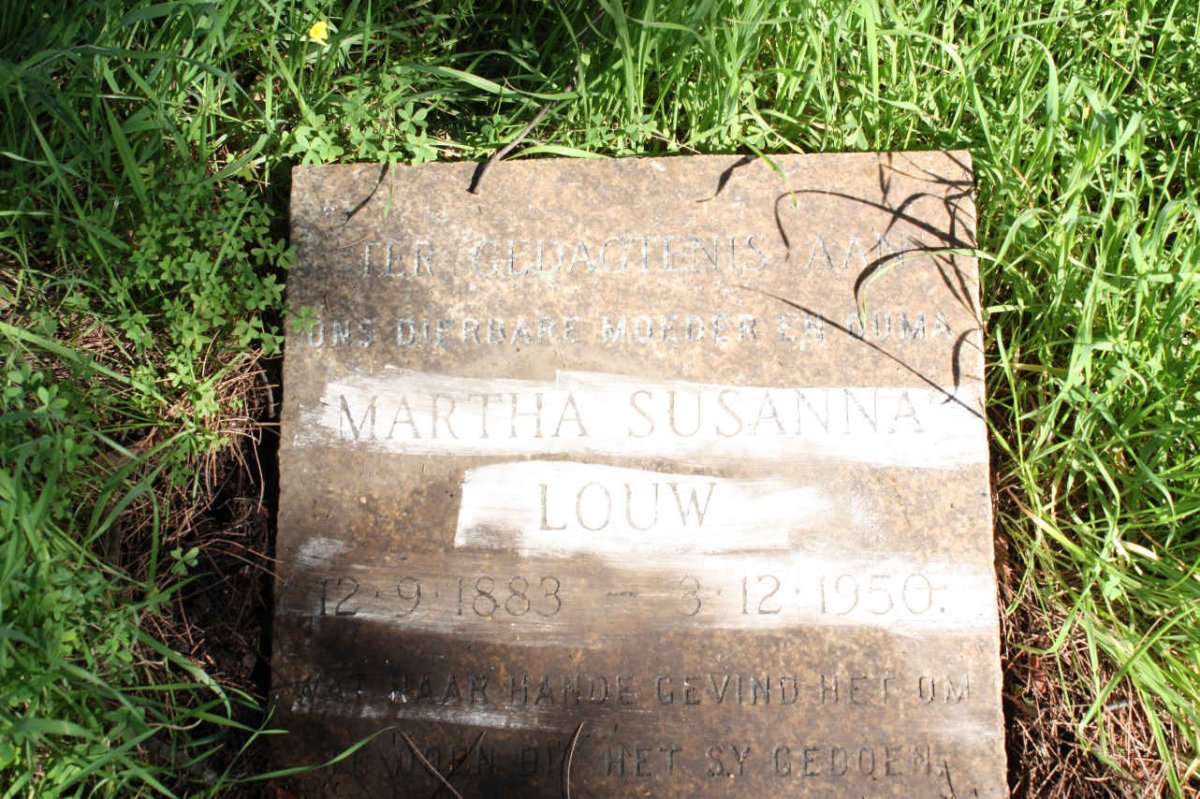 TER GEDAGTENIS AAN
ONS DIERBARE MOEDER EN OUMA
MARTHA SUSANNA
LOUW
12·9·1883 – 3·12·1950.
WAT HAAR HANDE GEVIND HET OM
TE DOEN DIT HET SY GEDOEN.